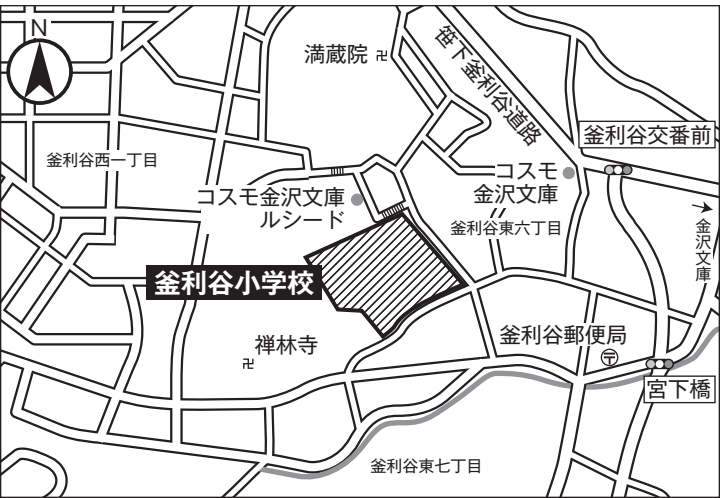 N
満蔵院
卍
笹下釜利谷道路
釜利谷交番前
釜利谷西一丁目
コスモ
金沢文庫
コスモ金沢文庫
ルシード
釜利谷東六丁目
金沢文庫
釜利谷小学校
釜利谷郵便局
〒
禅林寺
卍
宮下橋
釜利谷東七丁目